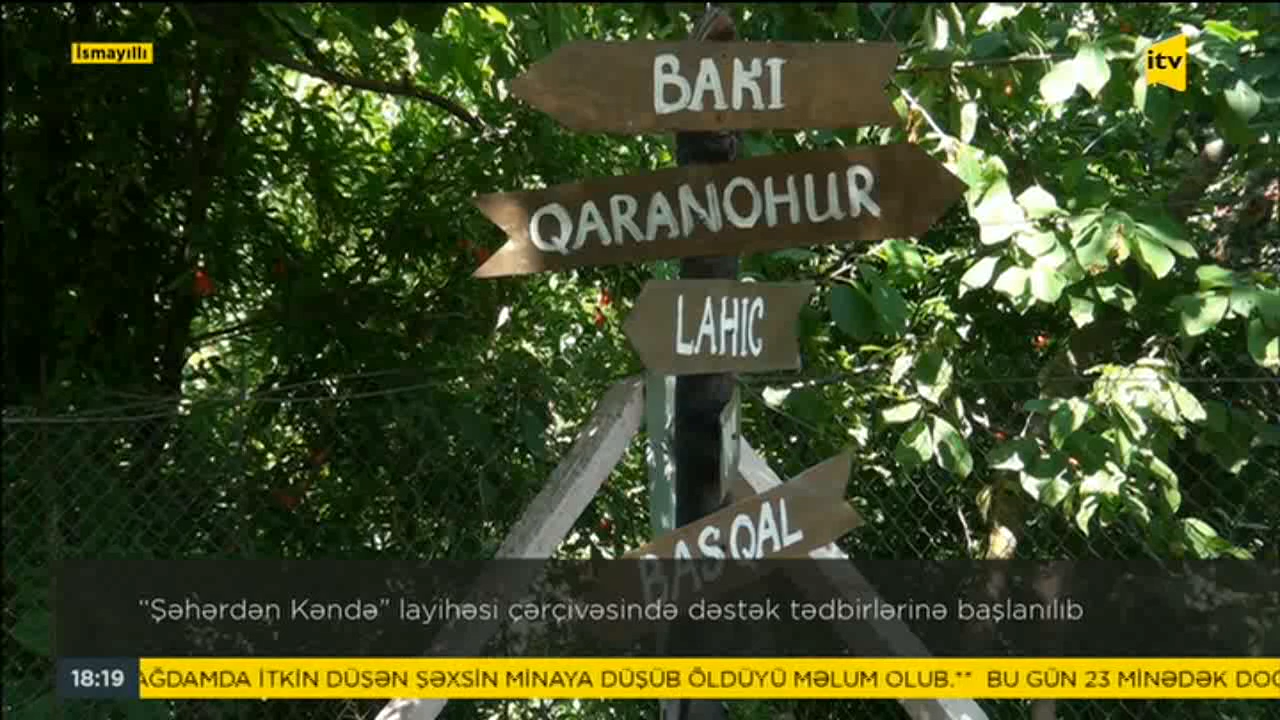 İsmayıllı
itv
BAKI
QARANOHUR
LAHIC
BASQAL
“Şəhərdən Kəndə” layihəsi çərçivəsində dəstək tədbirlərinə başlanılıb
18:19
AĞDAMDA İTKİN DÜŞƏN ŞƏXSİN MİNAYA DÜŞÜB ÖLDÜYÜ MƏLUM OLUB.** BU GÜN 23 MİNƏDƏK